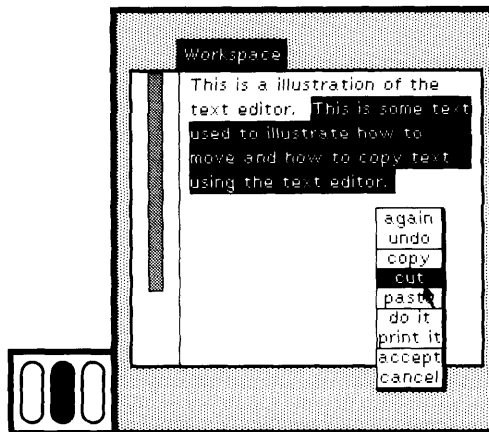 Workspace
This is a illustration of the
text editor. This is some text
used to illustrate how to
move and how to copy text
using the text editor.
again
undo
copy
cut
paste
do it
print it
accept
cancel